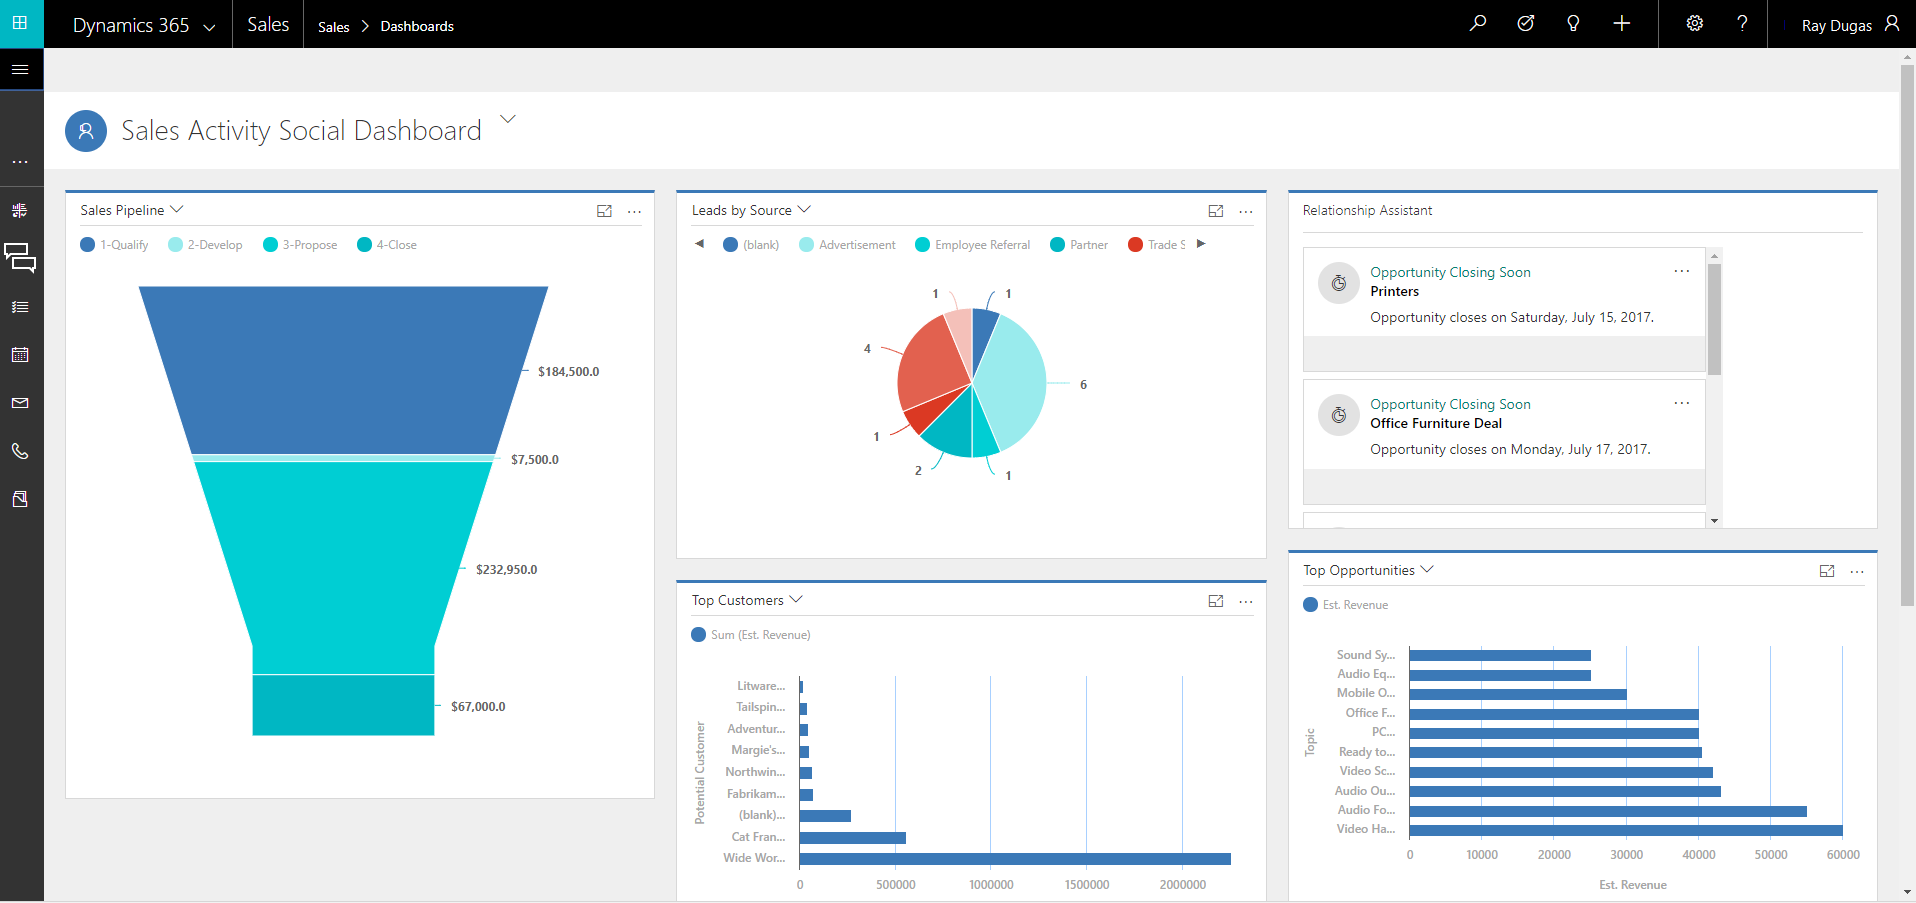 Dynamics 365
Sales
Sales > Dashboards
?
Ray Dugas
Sales Activity Social Dashboard
Sales Pipeline
1-Qualify 2-Develop 3-Propose 4-Close
$184,500.0
$7,500.0
$232,950.0
$67,000.0
Leads by Source
(blank) Advertisement Employee Referral Partner Trade S
1
1
4
6
1
2
1
Top Customers
Sum (Est. Revenue)
Potential Customer
Litware...
Tailspin...
Adventur...
Margie's...
Northwin...
Fabrikam...
(blank)...
Cat Fran...
Wide Wor...
0 500000 1000000 1500000 2000000
Relationship Assistant
Opportunity Closing Soon
Printers
Opportunity closes on Saturday, July 15, 2017.
Opportunity Closing Soon
Office Furniture Deal
Opportunity closes on Monday, July 17, 2017.
Top Opportunities
Est. Revenue
Topic
Sound Sy...
Audio Eq...
Mobile O...
Office F...
PC...
Ready to...
Video Sc...
Audio Ou...
Audio Fo...
Video Ha...
0 10000 20000 30000 40000 50000 60000
Est. Revenue